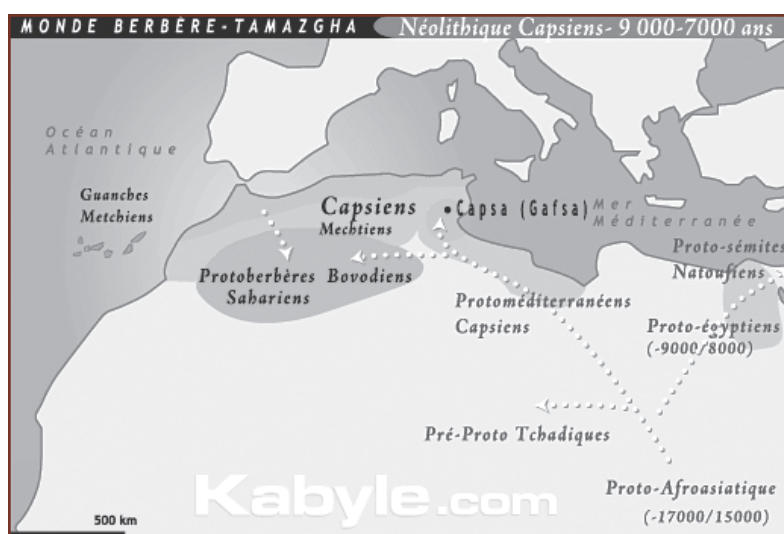 MONDE BERBÈRE-TAMAZGHA
Néolithique Capsiens- 9 000-7000 ans
Océan
Atlantique
Guanches
Metchiens
Capsiens
Mechtiens
Capsa (Gafsa)
Mer
Méditerranée
Proto-sémites
Natoufiens
Protoberbères
Sahariens
Bovodiens
Protoméditerranéens
Capsiens
Proto-égyptiens
(-9000/8000)
Pré-Proto Tchadiques
Proto-Afroasiatique
(-17000/15000)
Kabyle.com
500 km